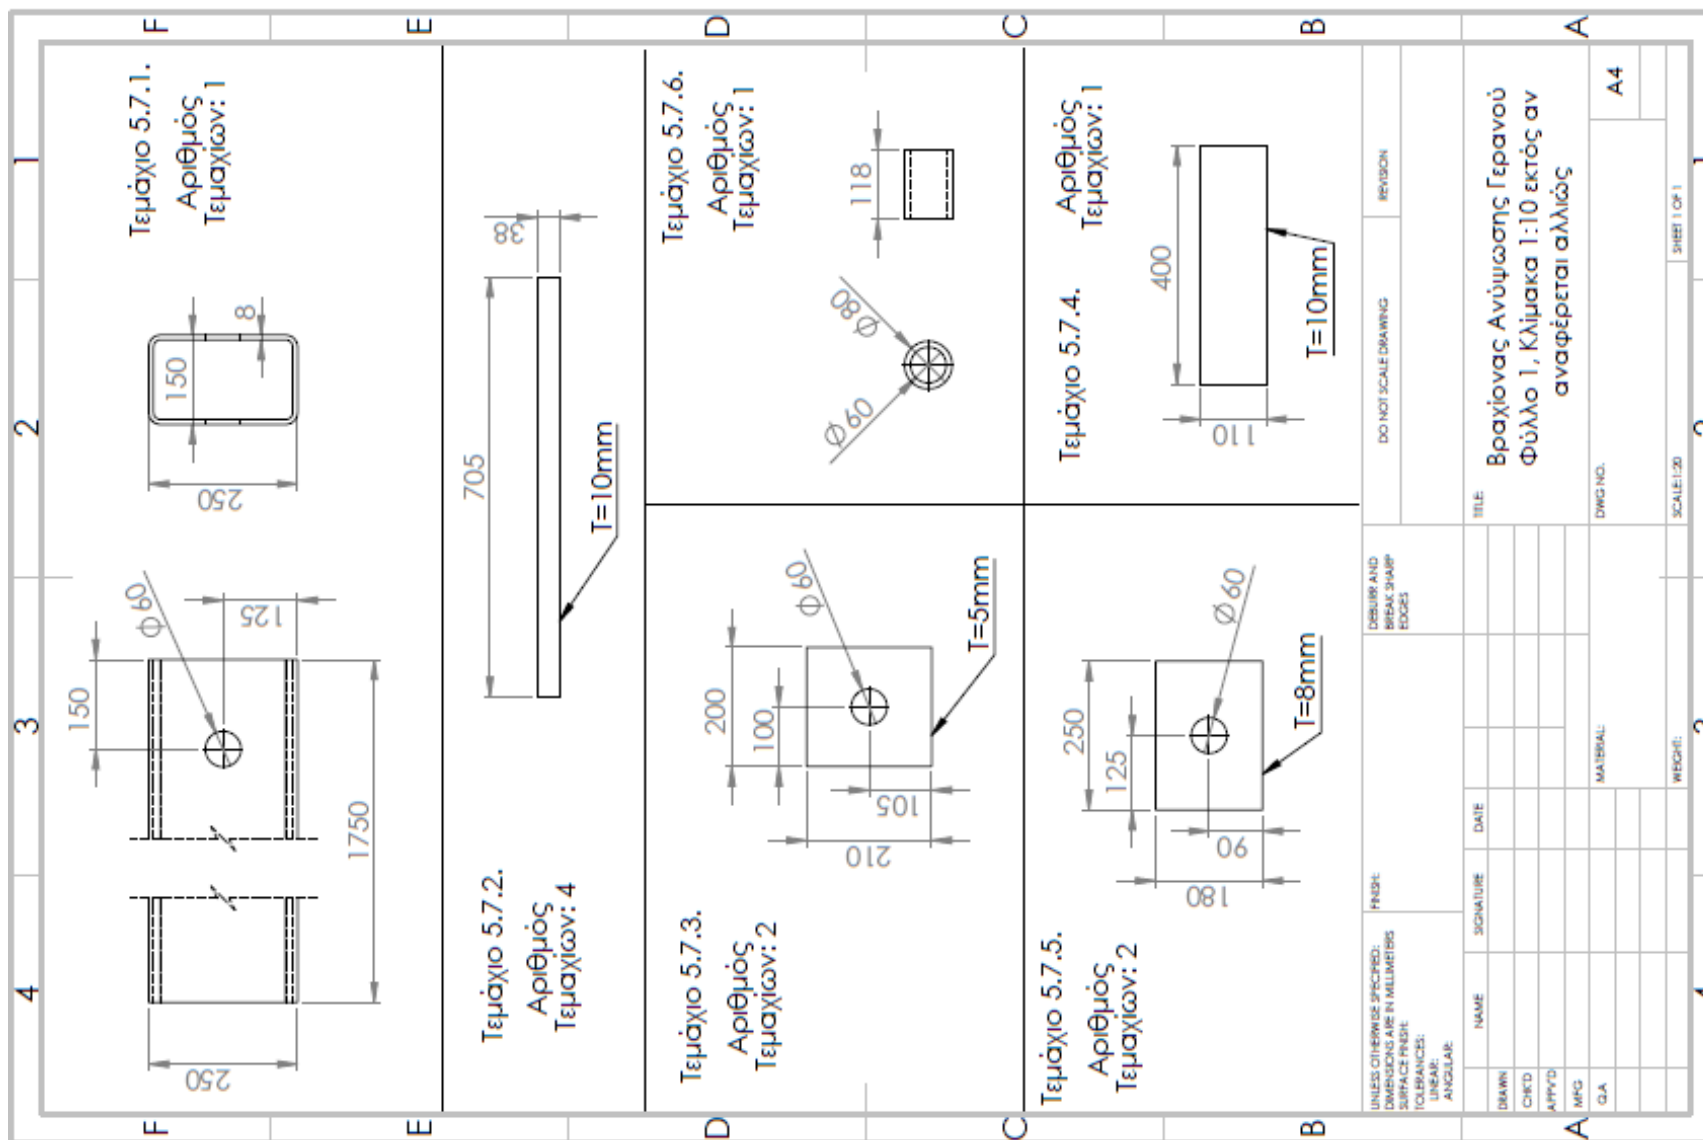 4
3
2
1
F
E
D
C
B
A
F
E
D
C
B
A
Τεμάχιο 5.7.1.
Αριθμός
Τεμαχίων: 1
250
1750
150
Φ60
125
250
150
8
Τεμάχιο 5.7.2.
Αριθμός
Τεμαχίων: 4
705
38
T=10mm
Τεμάχιο 5.7.3.
Αριθμός
Τεμαχίων: 2
200
100
210
105
Φ60
T=5mm
Τεμάχιο 5.7.6.
Αριθμός
Τεμαχίων: 1
Φ60
Φ80
118
Τεμάχιο 5.7.5.
Αριθμός
Τεμαχίων: 2
250
125
180
90
Φ60
T=8mm
Τεμάχιο 5.7.4.
Αριθμός
Τεμαχίων: 1
400
110
T=10mm
UNLESS OTHERWISE SPECIFIED:
DIMENSIONS ARE IN MILLIMETERS
SURFACE FINISH:
TOLERANCES:
LINEAR:
ANGULAR:
FINISH:
DEBURR AND
BREAK SHARP
EDGES
DO NOT SCALE DRAWING
REVISION
NAME
SIGNATURE
DATE
DRAWN
CHK'D
APPV'D
MFG
Q.A
MATERIAL:
WEIGHT:
TITLE:
Βραχίονας Ανύψωσης Γερανού
Φύλλο 1, Κλίμακα 1:10 εκτός αν
αναφέρεται αλλιώς
DWG NO.
A4
SCALE:1:20
SHEET 1 OF 1